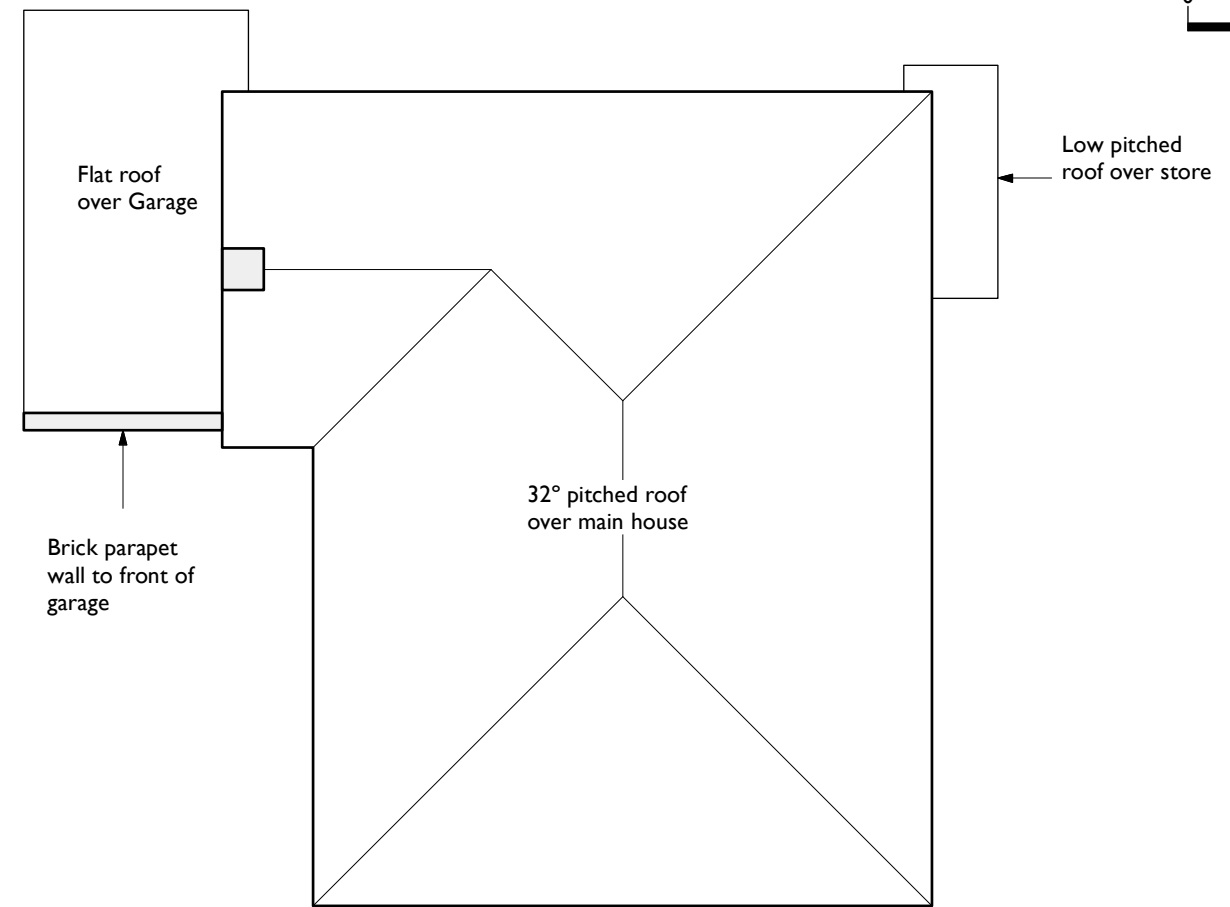 Flat roof
over Garage
Low pitched
roof over store
32º pitched roof
over main house
Brick parapet
wall to front of
garage